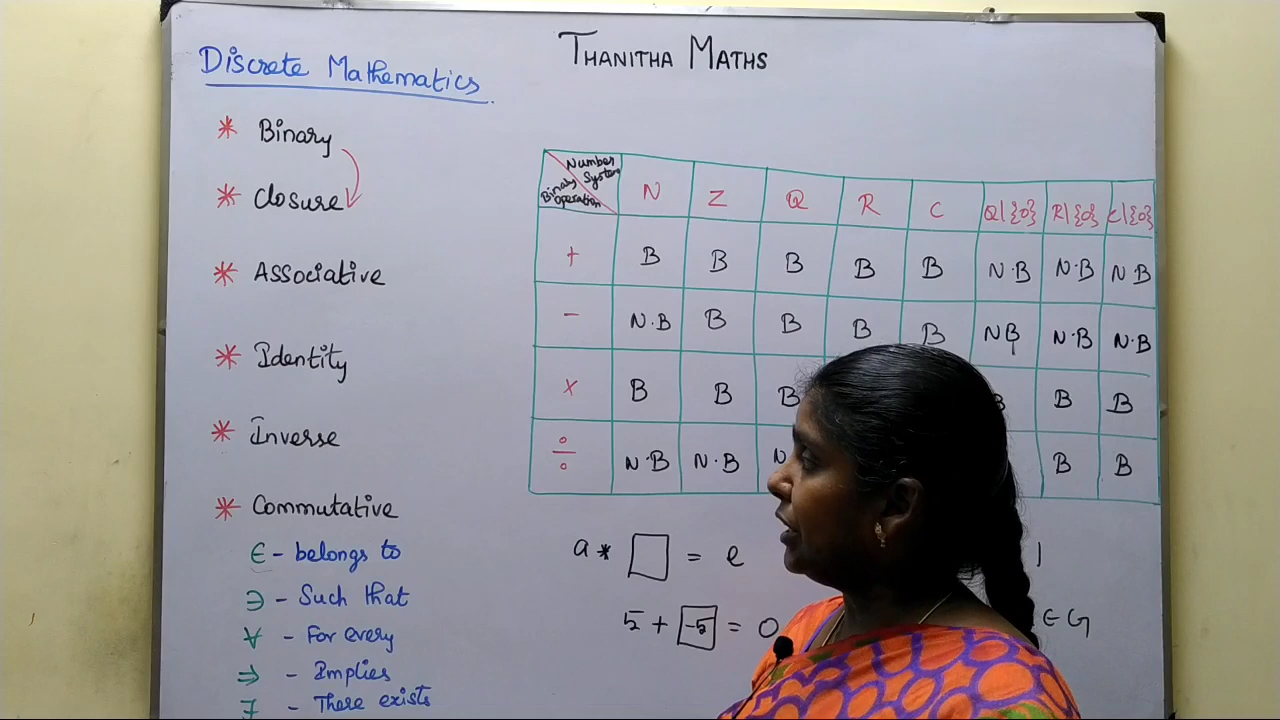 Thanitha Maths
Discrete Mathematics
* Binary
* Closure
* Associative
* Identity
* Inverse
* Commutative
∈ - belongs to
∋ - Such that
∀ - For every
⇒ - Implies
∃ - There exists
Number System
Binary Operation
N Z Q R C Q|{0} R|{0} C|{0}
+ B B B B B N·B N·B N·B
- N·B B B B B NB N·B N·B
× B B B B B B
÷ N·B N·B N B B
a * □ = e
5 + -5 = 0
∈ G